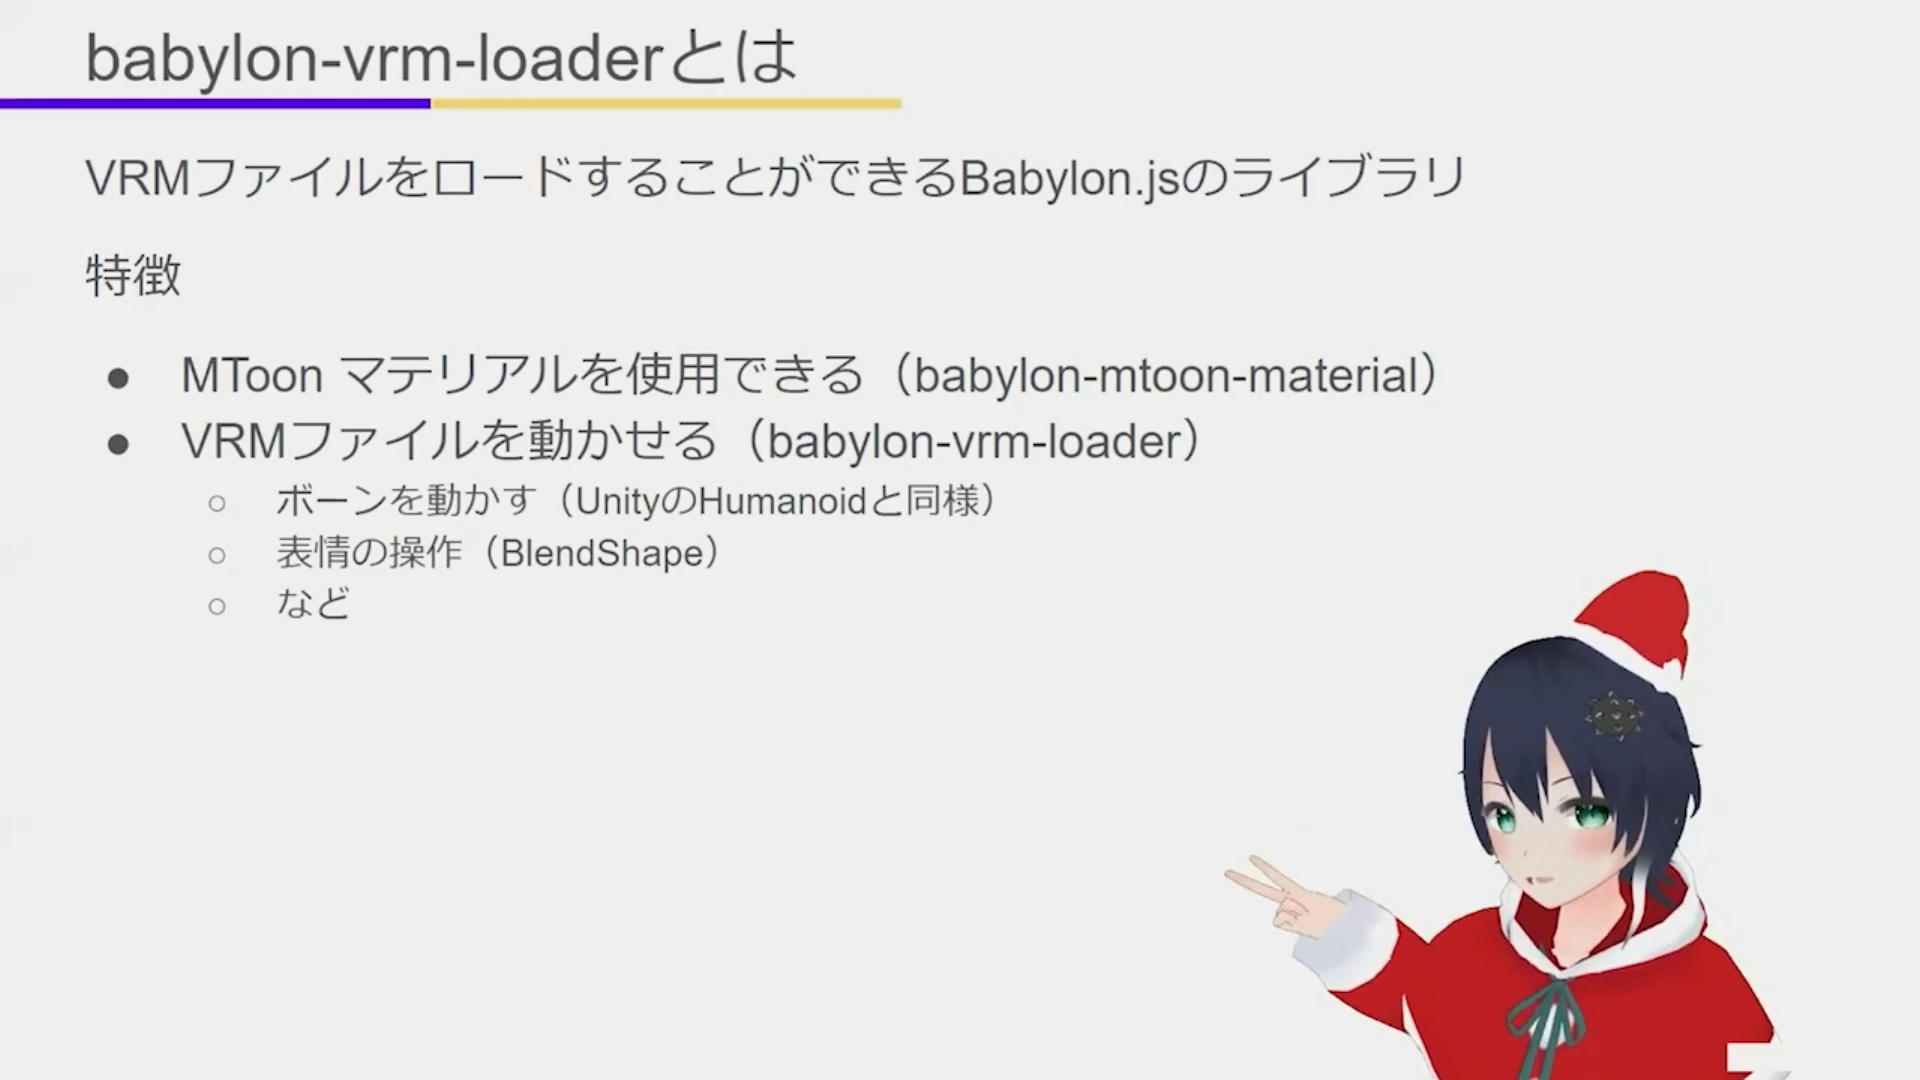 babylon-vrm-loaderとは
VRMファイルをロードすることができるBabylon.jsのライブラリ
特徴
● MToon マテリアルを使用できる（babylon-mtoon-material）
● VRMファイルを動かせる（babylon-vrm-loader）
○ ボーンを動かす（UnityのHumanoidと同様）
○ 表情の操作（BlendShape）
○ など